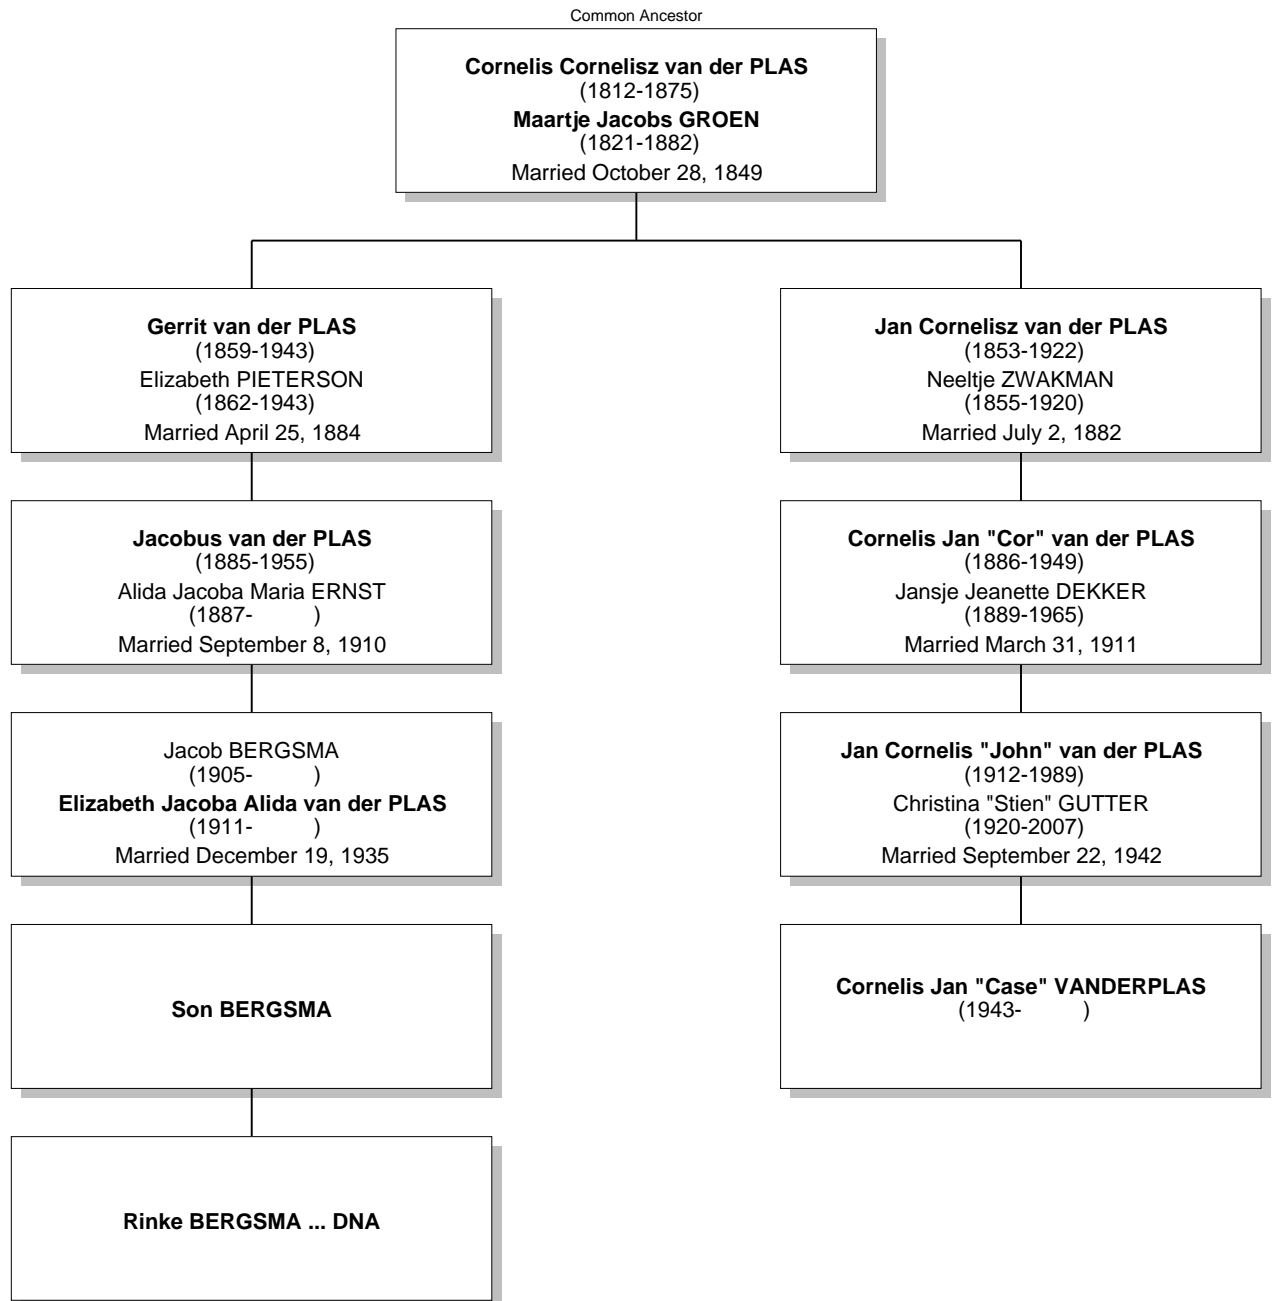 Common Ancestor
Cornelis Cornelisz van der PLAS
(1812-1875)
Maartje Jacobs GROEN
(1821-1882)
Married October 28, 1849
Gerrit van der PLAS
(1859-1943)
Elizabeth PIETERSON
(1862-1943)
Married April 25, 1884
Jan Cornelisz van der PLAS
(1853-1922)
Neeltje ZWAKMAN
(1855-1920)
Married July 2, 1882
Jacobus van der PLAS
(1885-1955)
Alida Jacoba Maria ERNST
(1887-          )
Married September 8, 1910
Cornelis Jan "Cor" van der PLAS
(1886-1949)
Jansje Jeanette DEKKER
(1889-1965)
Married March 31, 1911
Jacob BERGSMA
(1905-          )
Elizabeth Jacoba Alida van der PLAS
(1911-          )
Married December 19, 1935
Jan Cornelis "John" van der PLAS
(1912-1989)
Christina "Stien" GUTTER
(1920-2007)
Married September 22, 1942
Son BERGSMA
Cornelis Jan "Case" VANDERPLAS
(1943-          )
Rinke BERGSMA ... DNA